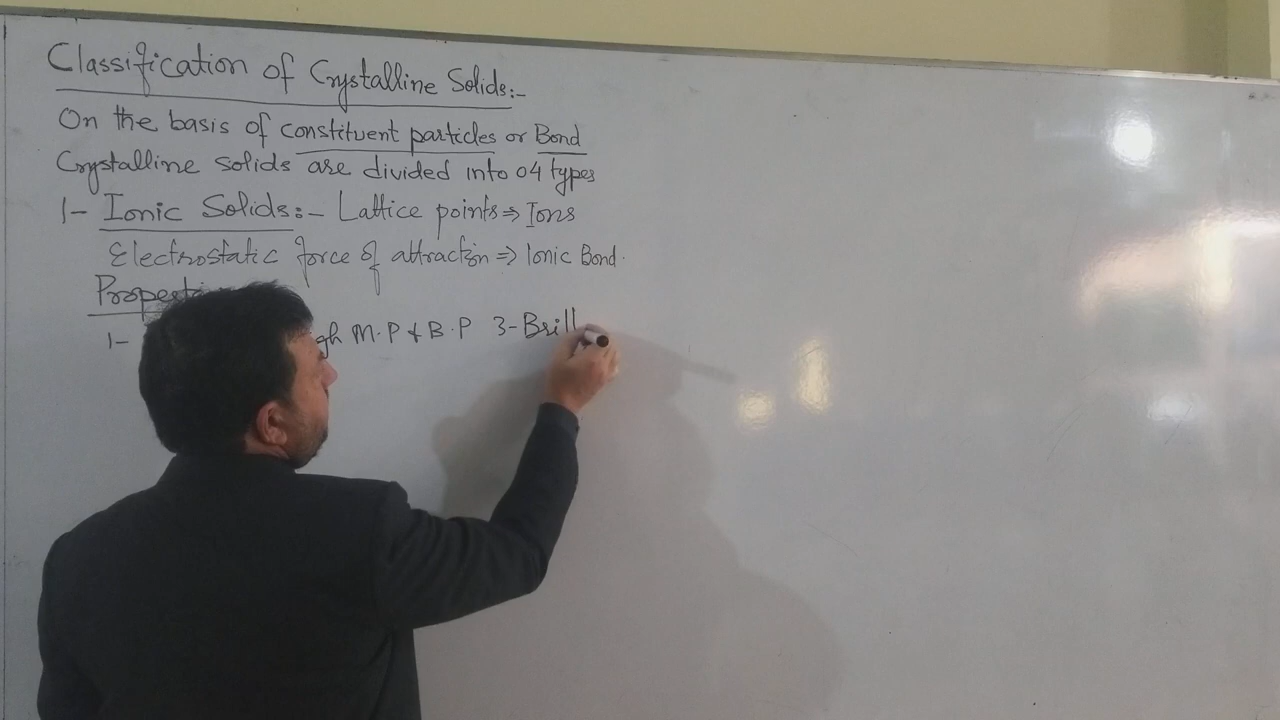 Classification of Crystalline Solids:-
On the basis of constituent particles or Bond
Crystalline solids are divided into 04 types
1- Ionic Solids:- Lattice points ⇒ Ions
Electrostatic force of attraction ⇒ Ionic Bond.
1- M.P & B.P 3-Brill